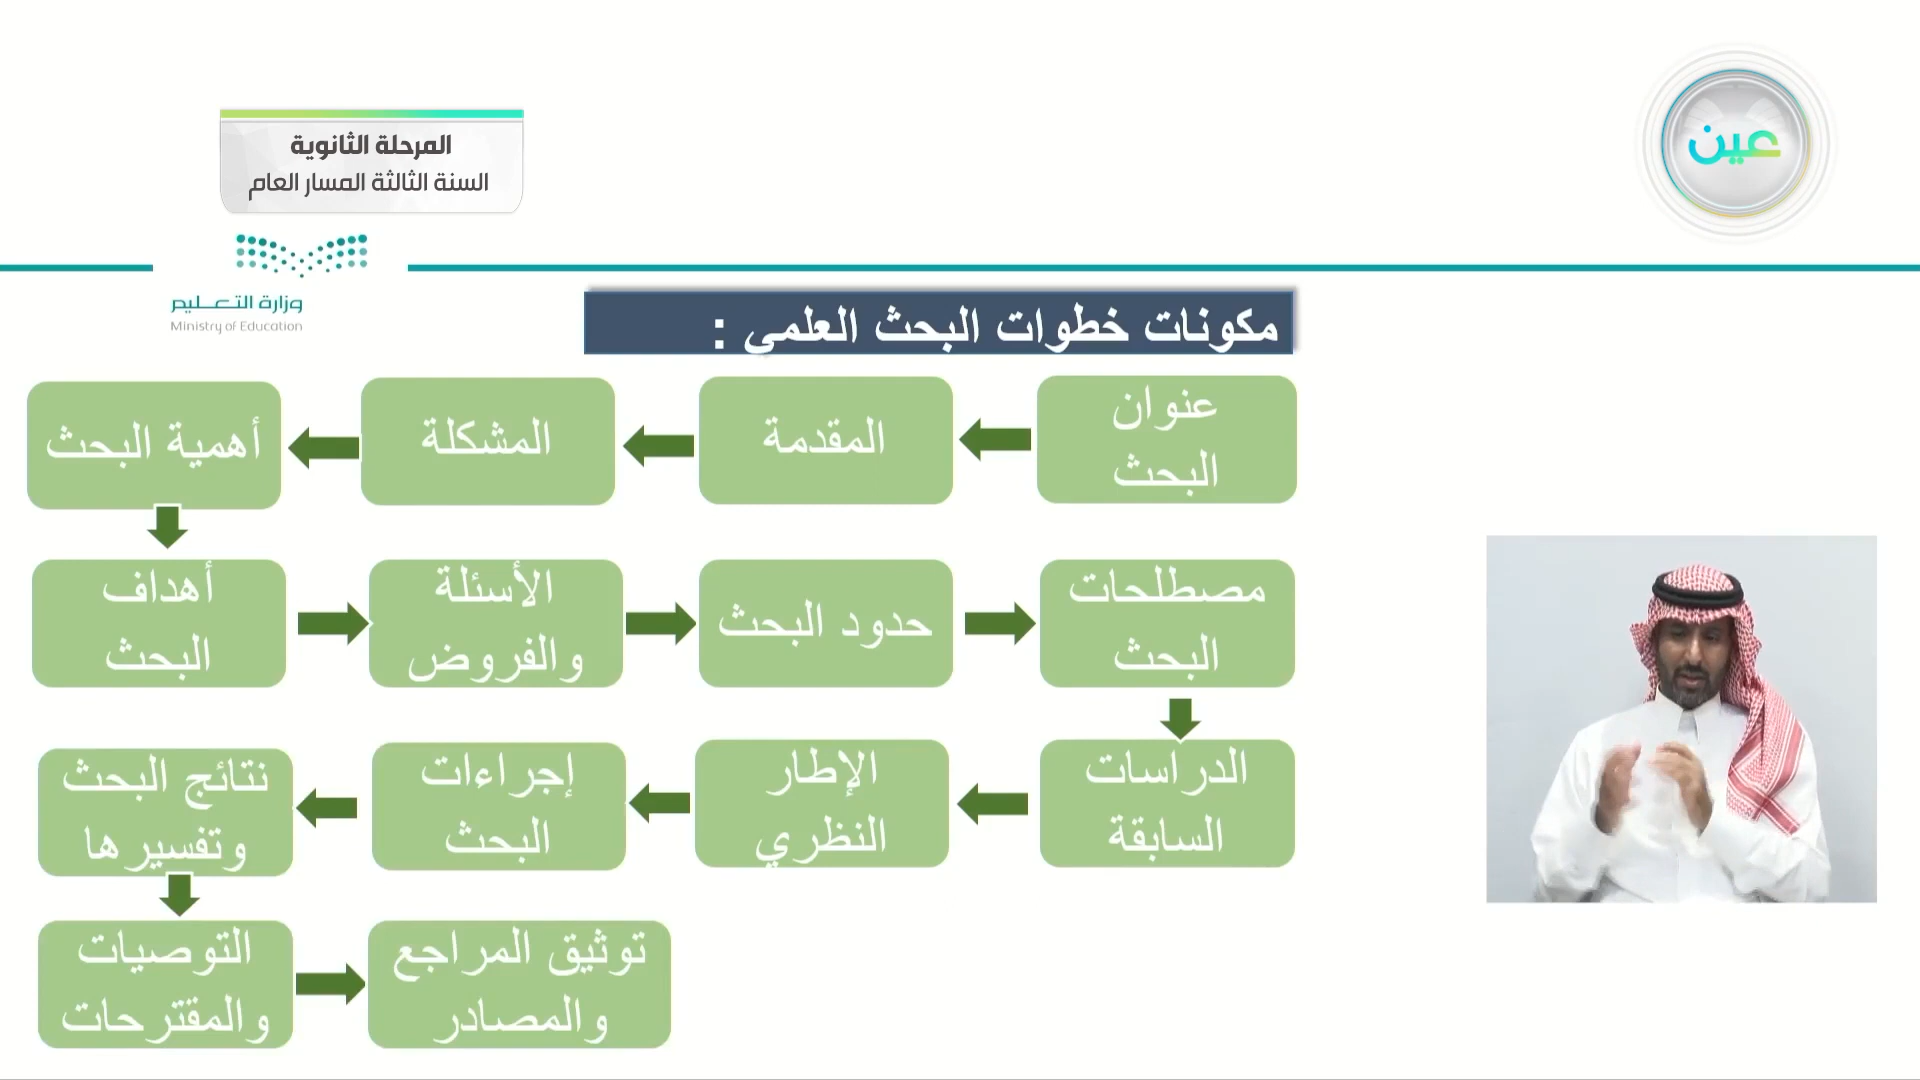 عين
المرحلة الثانوية
السنة الثالثة المسار العام
وزارة التعليم
Ministry of Education
مكونات خطوات البحث العلمي :
عنوان
البحث
المقدمة
المشكلة
أهمية البحث
أهداف
البحث
الأسئلة
والفروض
حدود البحث
مصطلحات
البحث
الدراسات
السابقة
الإطار
النظري
إجراءات
البحث
نتائج البحث
وتفسيرها
التوصيات
والمقترحات
توثيق المراجع
والمصادر